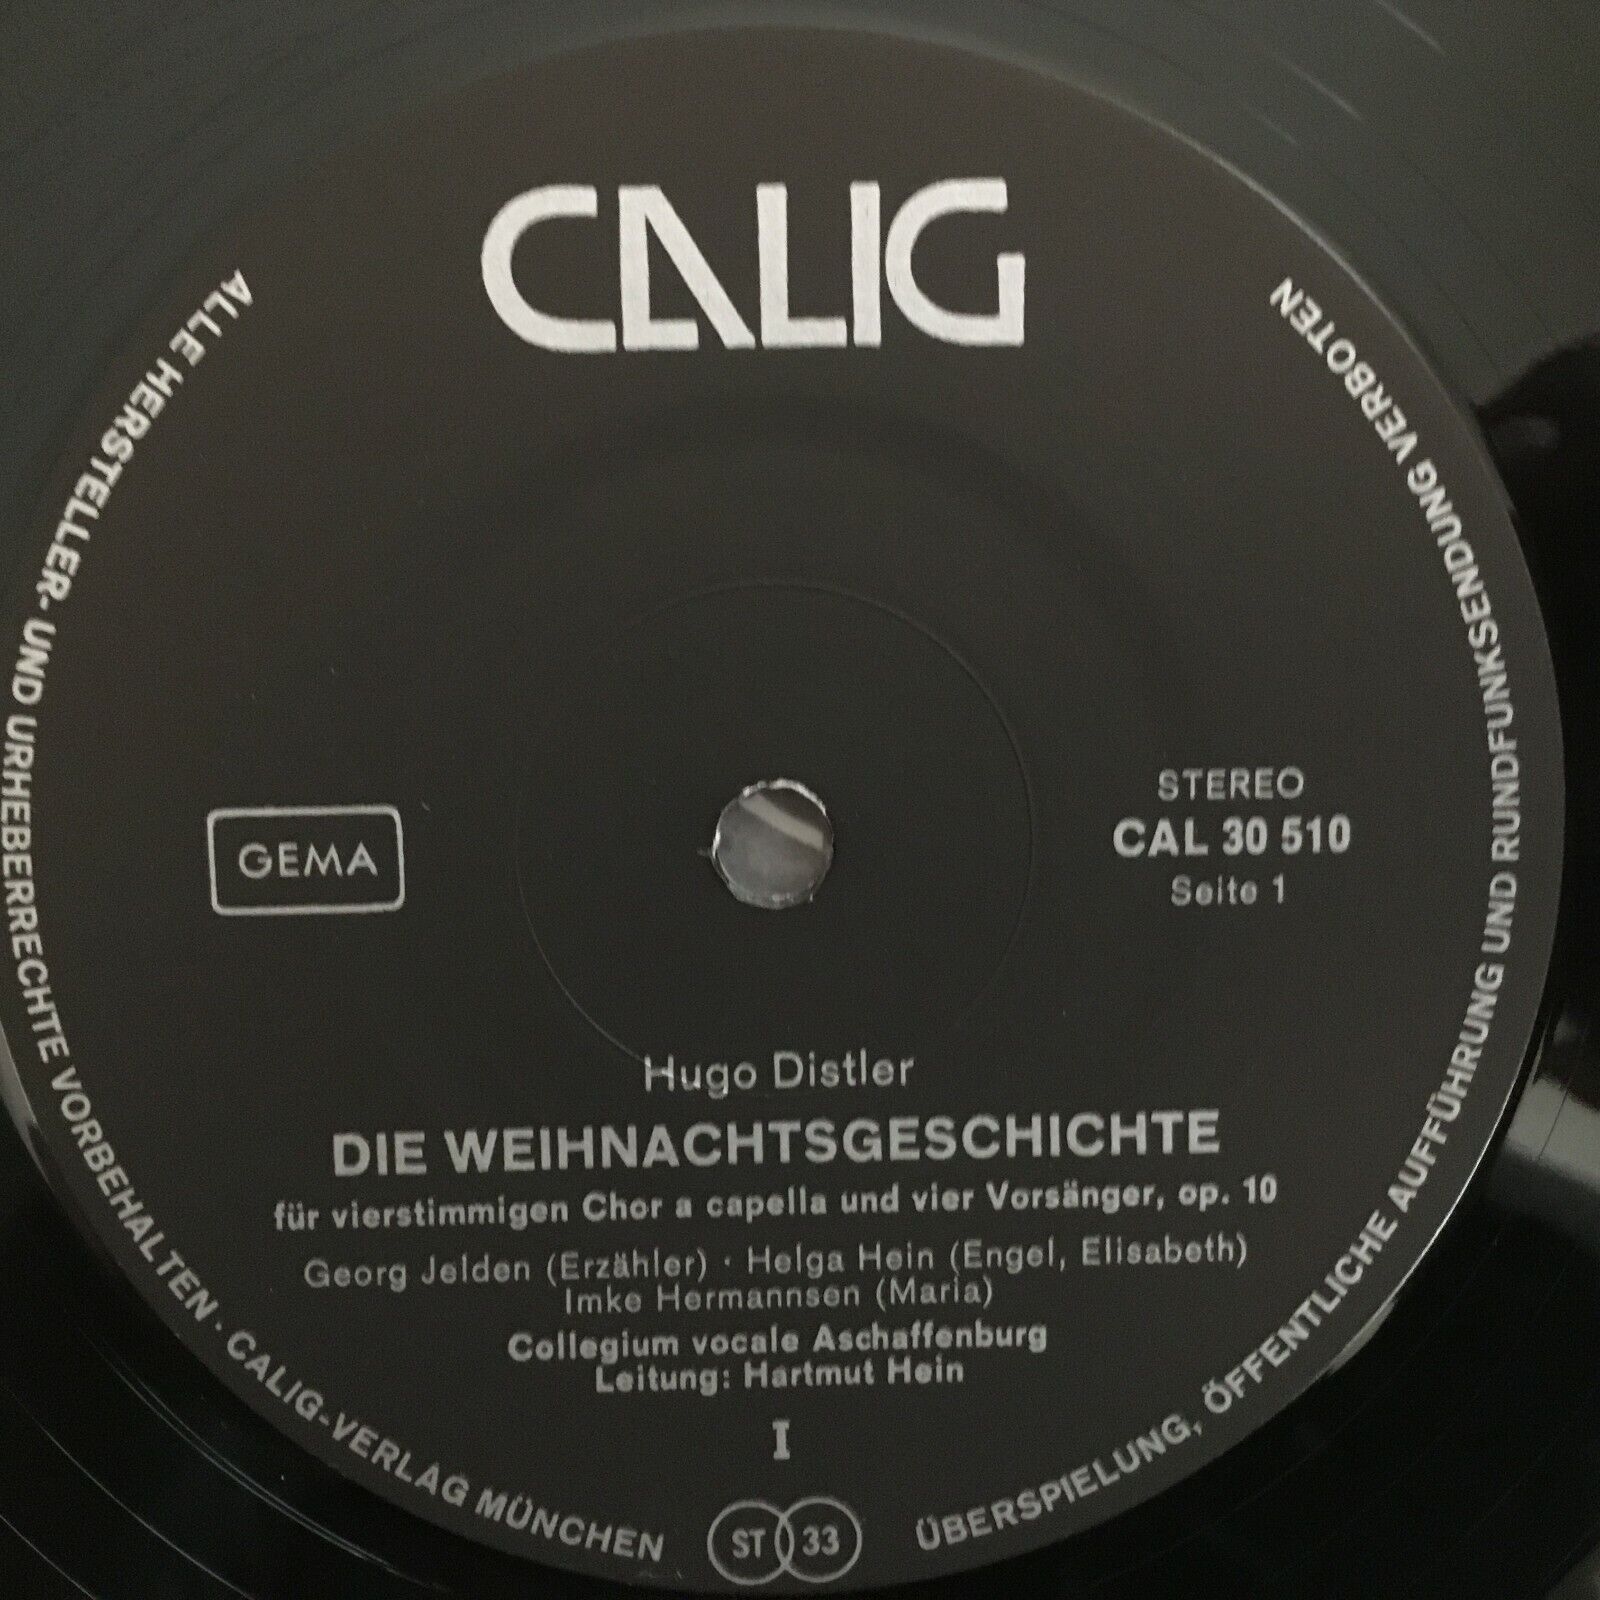 CALIG
GEMA
STEREO
CAL 30 510
Seite 1
Hugo Distler
DIE WEIHNACHTSGESCHICHTE
für vierstimmigen Chor a capella und vier Vorsänger, op. 10
Georg Jelden (Erzähler) · Helga Hein (Engel, Elisabeth)
Imke Hermannsen (Maria)
Collegium vocale Aschaffenburg
Leitung: Hartmut Hein
I
ST 33
ALLE HERSTELLER- UND URHEBERRECHTE VORBEHALTEN · CALIG-VERLAG MÜNCHEN
ÜBERSPIELUNG, ÖFFENTLICHE AUFFÜHRUNG UND RUNDFUNKSENDUNG VERBOTEN